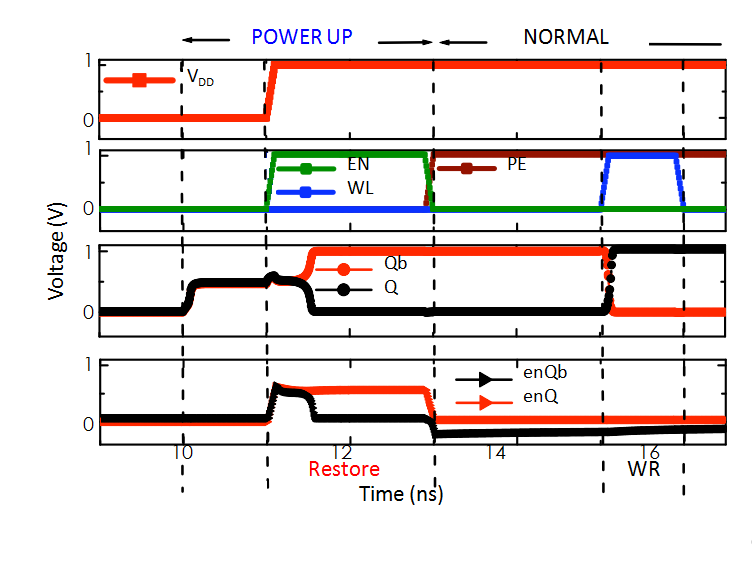 POWER UP NORMAL
1
V_DD
0
1
EN PE
WL
0
1
Qb
Q
0
1
enQb
enQ
0
10 12 14 16
Restore WR
Time (ns)
Voltage (V)